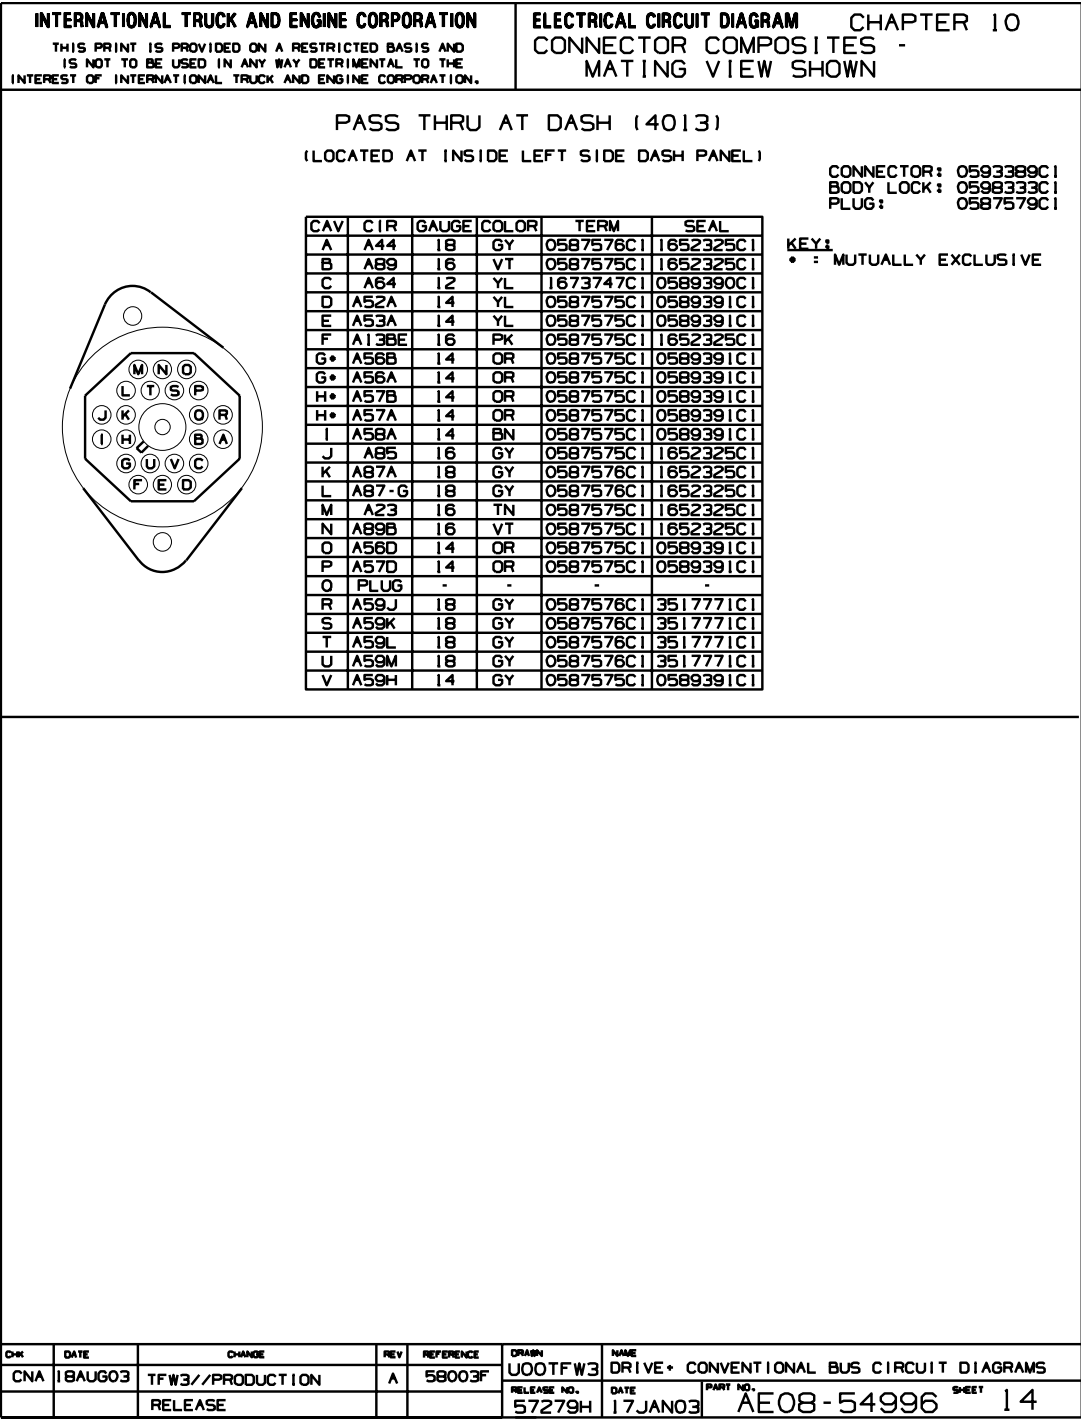 INTERNATIONAL TRUCK AND ENGINE CORPORATION
THIS PRINT IS PROVIDED ON A RESTRICTED BASIS AND
IS NOT TO BE USED IN ANY WAY DETRIMENTAL TO THE
INTEREST OF INTERNATIONAL TRUCK AND ENGINE CORPORATION.
ELECTRICAL CIRCUIT DIAGRAM CHAPTER 10
CONNECTOR COMPOSITES -
MATING VIEW SHOWN
PASS THRU AT DASH (4013)
(LOCATED AT INSIDE LEFT SIDE DASH PANEL)
CONNECTOR: 0593389C1
BODY LOCK: 0598333C1
PLUG: 0587579C1
KEY:
* : MUTUALLY EXCLUSIVE
M N O
L T S P
J K O R
I H B A
G U V C
F E D
CAV CIR GAUGE COLOR TERM SEAL
A A44 18 GY 0587576C1 1652325C1
B A89 16 VT 0587575C1 1652325C1
C A64 12 YL 1673747C1 0589390C1
D A52A 14 YL 0587575C1 0589391C1
E A53A 14 YL 0587575C1 0589391C1
F A13BE 16 PK 0587575C1 1652325C1
G* A56B 14 OR 0587575C1 0589391C1
G* A56A 14 OR 0587575C1 0589391C1
H* A57B 14 OR 0587575C1 0589391C1
H* A57A 14 OR 0587575C1 0589391C1
I A58A 14 BN 0587575C1 0589391C1
J A85 16 GY 0587575C1 1652325C1
K A87A 18 GY 0587576C1 1652325C1
L A87-G 18 GY 0587576C1 1652325C1
M A23 16 TN 0587575C1 1652325C1
N A89B 16 VT 0587575C1 1652325C1
O A56D 14 OR 0587575C1 0589391C1
P A57D 14 OR 0587575C1 0589391C1
Q PLUG - - - -
R A59J 18 GY 0587576C1 3517771C1
S A59K 18 GY 0587576C1 3517771C1
T A59L 18 GY 0587576C1 3517771C1
U A59M 18 GY 0587576C1 3517771C1
V A59H 14 GY 0587575C1 0589391C1
CHK DATE CHANGE REV REFERENCE
CNA 18AUG03 TFW3//PRODUCTION A 58003F
RELEASE
DRAWN
U00TFW3
NAME
DRIVE* CONVENTIONAL BUS CIRCUIT DIAGRAMS
RELEASE NO.
57279H
DATE
17JAN03
PART NO.
AE08-54996
SHEET 14